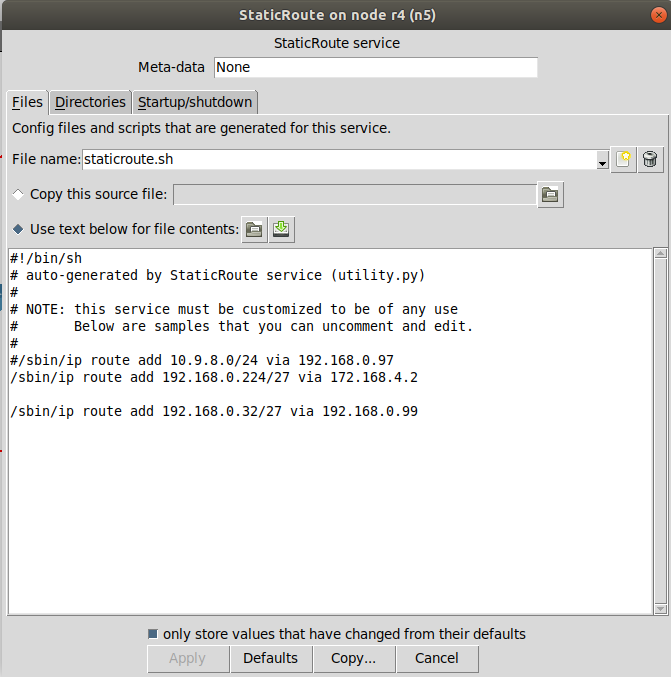 StaticRoute on node r4 (n5)
StaticRoute service
Meta-data None
Files Directories Startup/shutdown
Config files and scripts that are generated for this service.
File name: staticroute.sh
Copy this source file:
Use text below for file contents:
#!/bin/sh
# auto-generated by StaticRoute service (utility.py)
#
# NOTE: this service must be customized to be of any use
#       Below are samples that you can uncomment and edit.
#
#/sbin/ip route add 10.9.8.0/24 via 192.168.0.97
/sbin/ip route add 192.168.0.224/27 via 172.168.4.2
/sbin/ip route add 192.168.0.32/27 via 192.168.0.99
only store values that have changed from their defaults
Apply Defaults Copy... Cancel